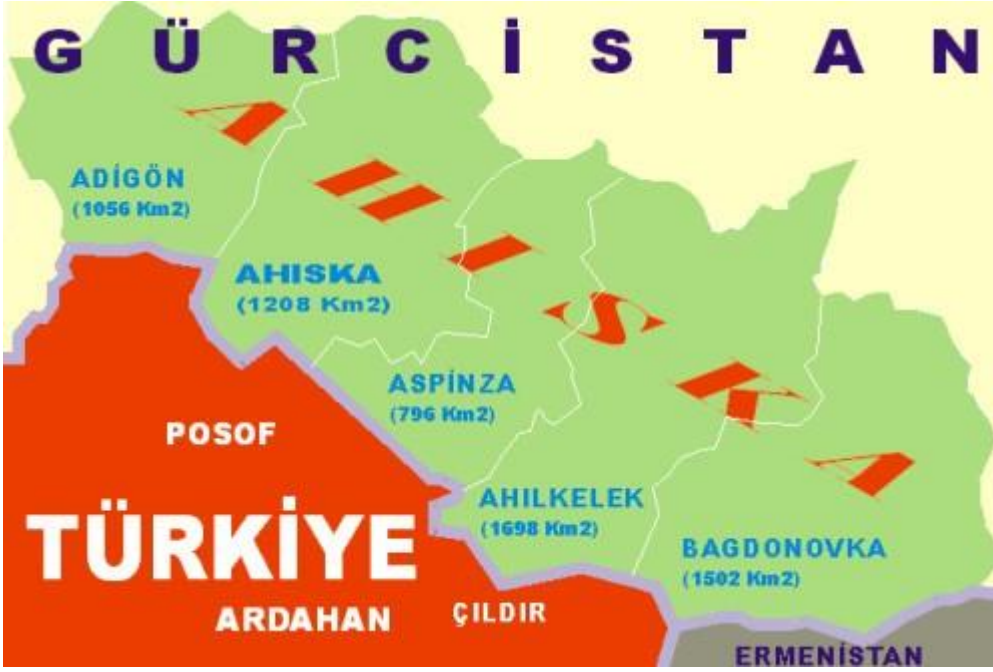 GÜRCİSTAN
AHISKA
ADİGÖN
(1056 Km2)
AHISKA
(1208 Km2)
ASPİNZA
(796 Km2)
POSOF
AHILKELEK
(1698 Km2)
TÜRKİYE
BAGDONOVKA
(1502 Km2)
ARDAHAN
ÇILDIR
ERMENİSTAN